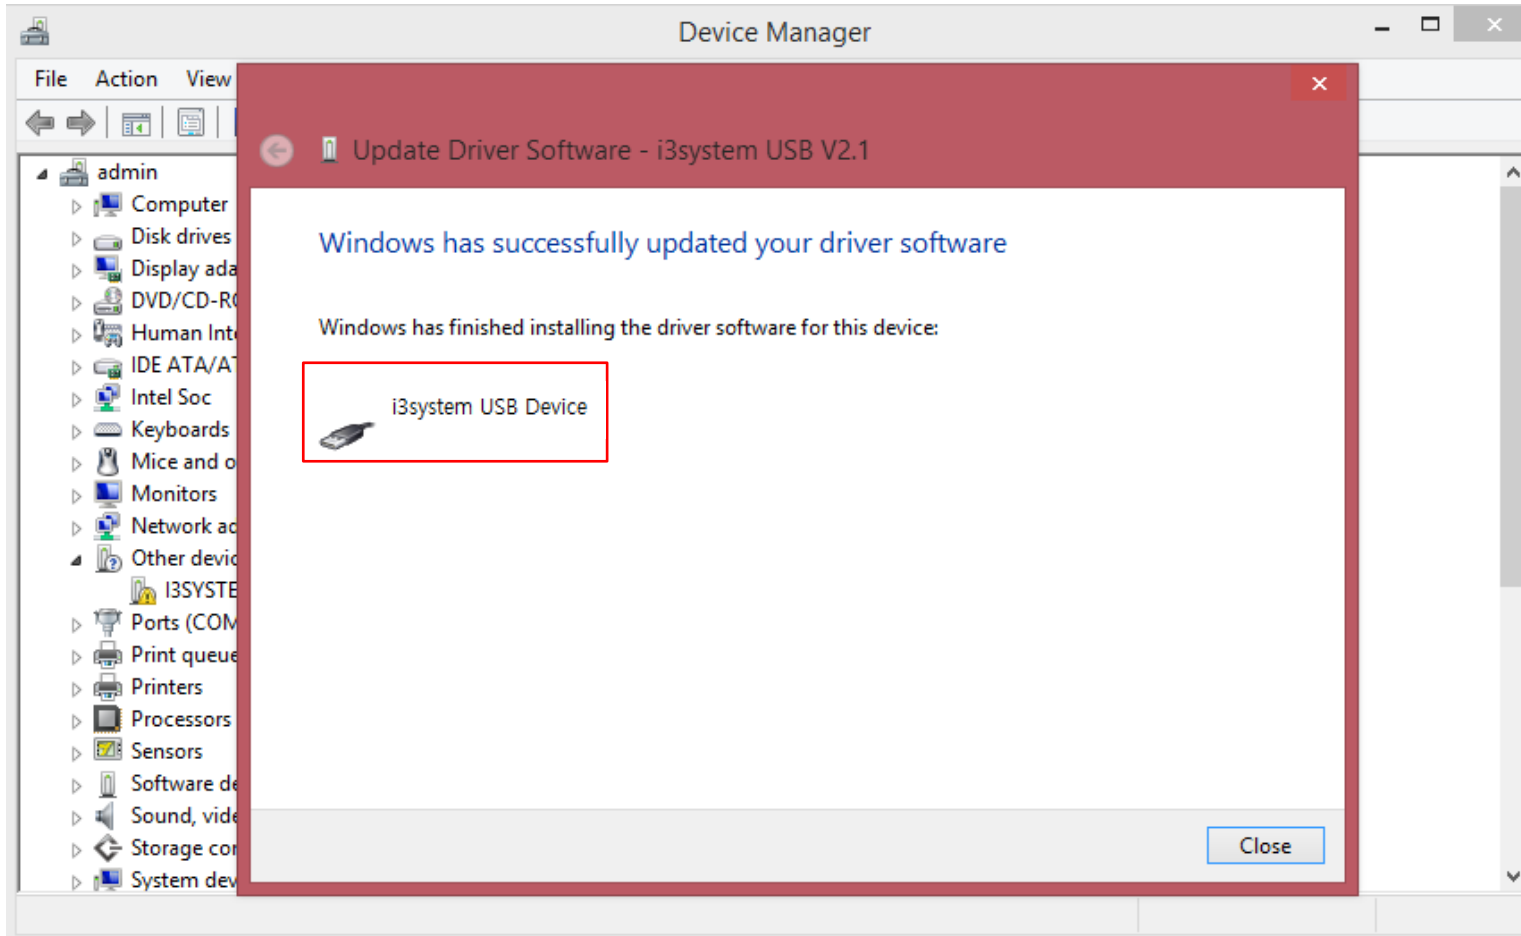 Device Manager
File Action View
Update Driver Software - i3system USB V2.1
admin
Computer
Disk drives
Display ada
DVD/CD-R
Human Int
IDE ATA/A
Intel Soc
Keyboards
Mice and o
Monitors
Network ad
Other devic
I3SYSTE
Ports (COM
Print queue
Printers
Processors
Sensors
Software de
Sound, vide
Storage cor
System dev
Windows has successfully updated your driver software
Windows has finished installing the driver software for this device:
i3system USB Device
Close